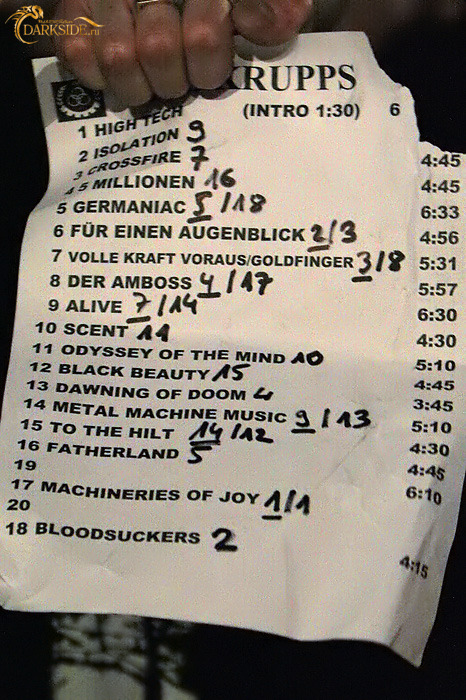 DARKSIDE.ru
KRUPPS
(INTRO 1:30) 6
1 HIGH TECH
2 ISOLATION 9
3 CROSSFIRE 7 4:45
4 5 MILLIONEN 16 4:45
5 GERMANIAC 5/18 6:33
6 FÜR EINEN AUGENBLICK 2/3 4:56
7 VOLLE KRAFT VORAUS/GOLDFINGER 3/8 5:31
8 DER AMBOSS 4/17 5:57
9 ALIVE 7/14 6:30
10 SCENT 11 4:30
11 ODYSSEY OF THE MIND 10 5:10
12 BLACK BEAUTY 15 4:45
13 DAWNING OF DOOM 4 3:45
14 METAL MACHINE MUSIC 9/13 5:10
15 TO THE HILT 14/12 4:30
16 FATHERLAND 5 4:45
19
17 MACHINERIES OF JOY 1/1 6:10
20
18 BLOODSUCKERS 2 4:15